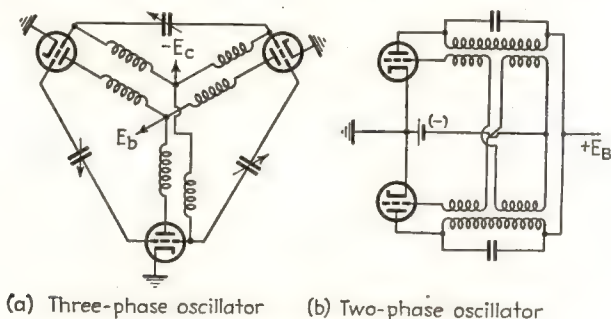 -Ec
Eb
(-)
+EB
(a) Three-phase oscillator (b) Two-phase oscillator